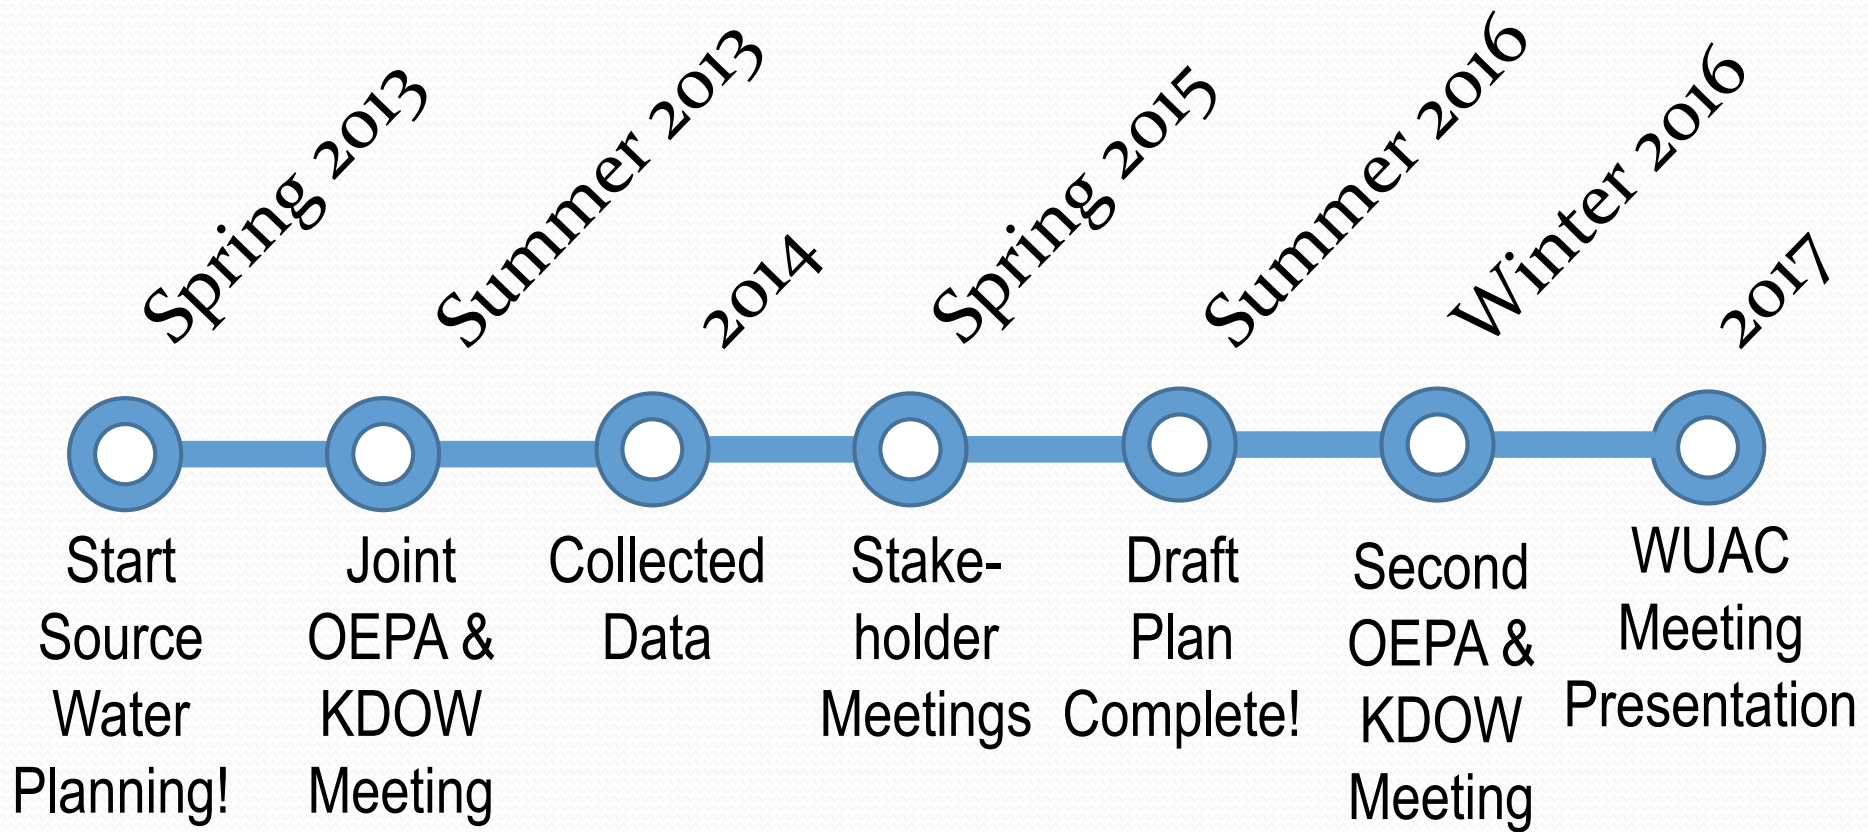 Spring 2013
Summer 2013
2014
Spring 2015
Summer 2016
Winter 2016
2017
Start
Source
Water
Planning!
Joint
OEPA &
KDOW
Meeting
Collected
Data
Stake-
holder
Meetings
Draft
Plan
Complete!
Second
OEPA &
KDOW
Meeting
WUAC
Meeting
Presentation